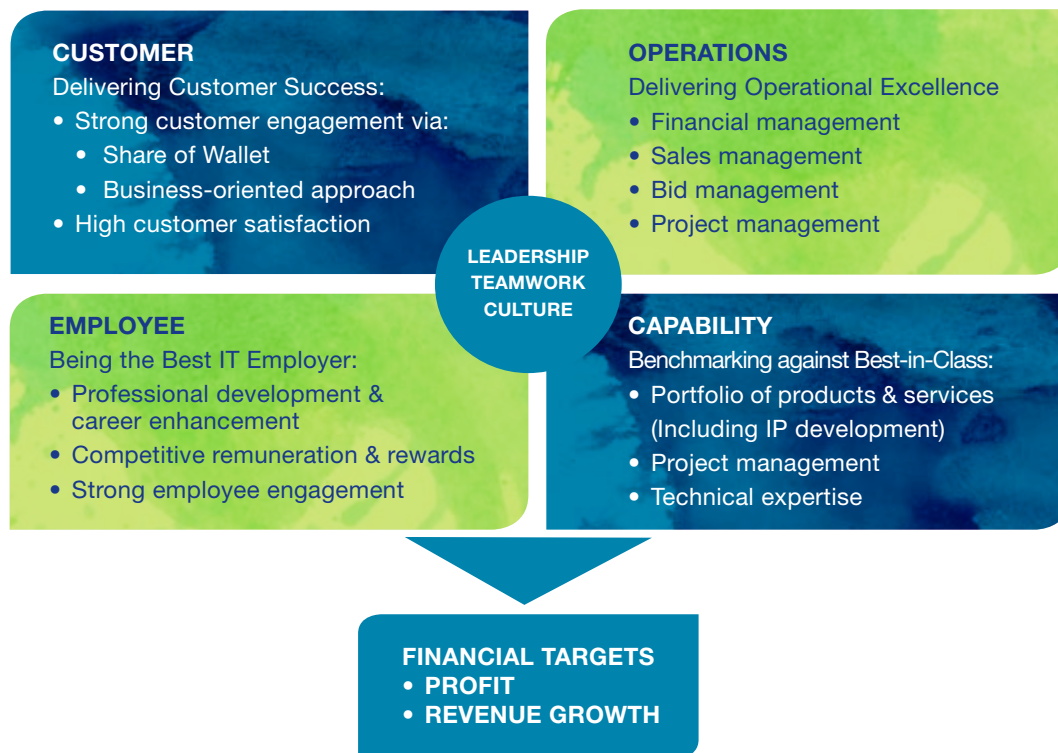 CUSTOMER
Delivering Customer Success:
• Strong customer engagement via:
• Share of Wallet
• Business-oriented approach
• High customer satisfaction
OPERATIONS
Delivering Operational Excellence
• Financial management
• Sales management
• Bid management
• Project management
LEADERSHIP
TEAMWORK
CULTURE
EMPLOYEE
Being the Best IT Employer:
• Professional development &
career enhancement
• Competitive remuneration & rewards
• Strong employee engagement
CAPABILITY
Benchmarking against Best-in-Class:
• Portfolio of products & services
(Including IP development)
• Project management
• Technical expertise
FINANCIAL TARGETS
• PROFIT
• REVENUE GROWTH